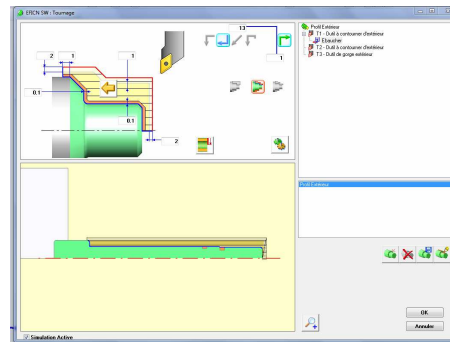 EFICN SW - Tournage
13
2
1
1
1
0.1
0.1
2
Profil Extérieur
T1 - Outil à contourner d'extérieur
Ebaucher
T2 - Outil à contourner d'extérieur
T3 - Outil de gorge extérieur
Profil Extérieur
OK
Annuler
Simulation Active